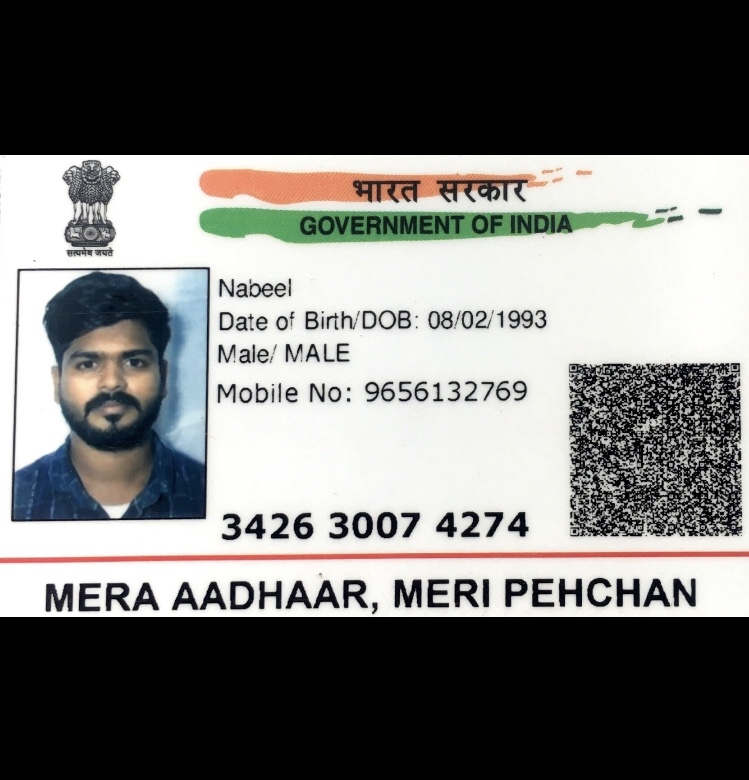 भारत सरकार
GOVERNMENT OF INDIA
सत्यमेव जयते
Nabeel
Date of Birth/DOB: 08/02/1993
Male/ MALE
Mobile No: 9656132769
3426 3007 4274
MERA AADHAAR, MERI PEHCHAN